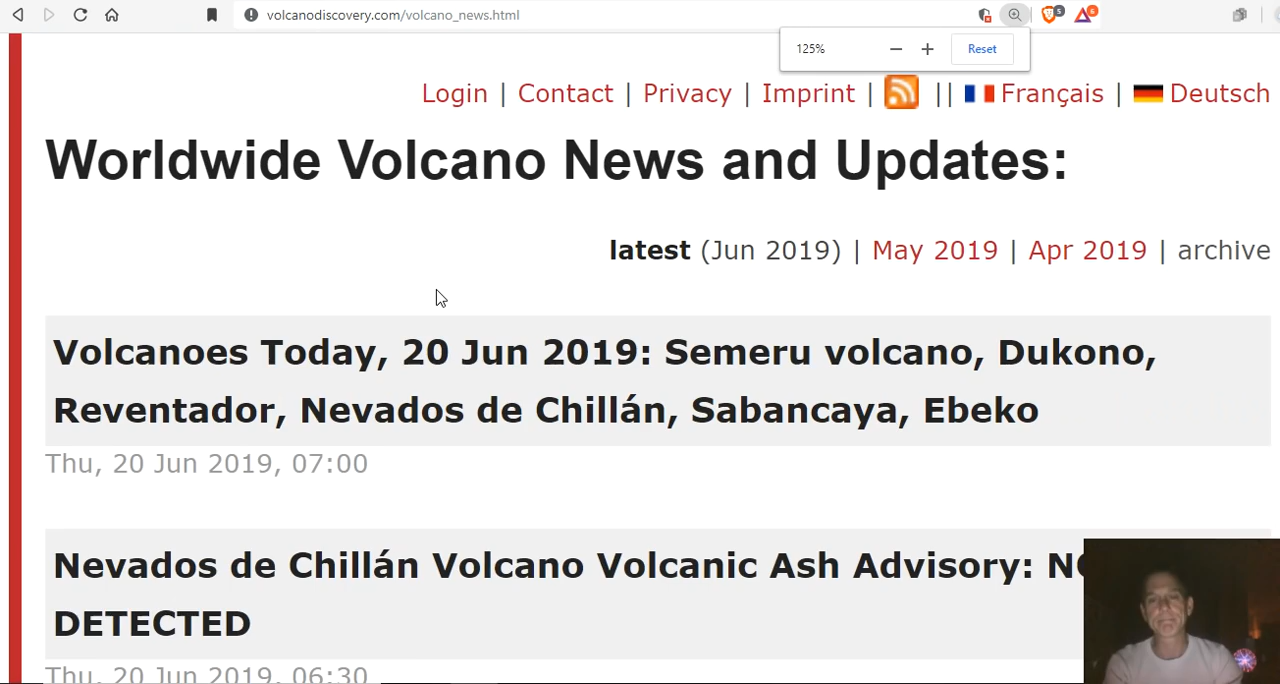 volcanodiscovery.com/volcano_news.html
5
6
125%
Reset
Login | Contact | Privacy | Imprint | || Français | Deutsch
Worldwide Volcano News and Updates:
latest (Jun 2019) | May 2019 | Apr 2019 | archive
Volcanoes Today, 20 Jun 2019: Semeru volcano, Dukono,
Reventador, Nevados de Chillán, Sabancaya, Ebeko
Thu, 20 Jun 2019, 07:00
Nevados de Chillán Volcano Volcanic Ash Advisory:
DETECTED
Thu, 20 Jun 2019, 06:30